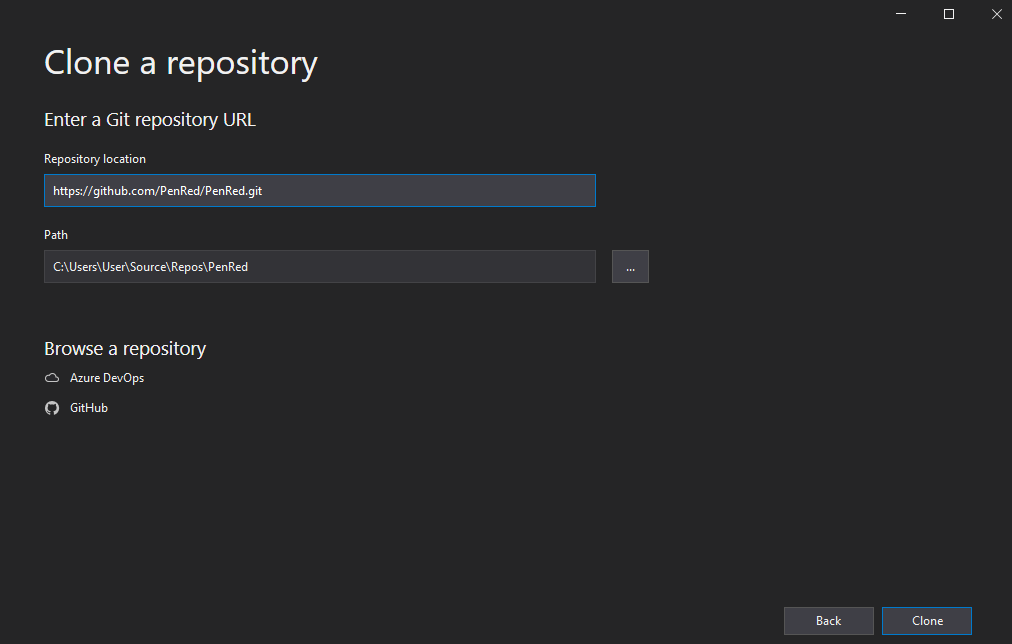 Clone a repository
Enter a Git repository URL
Repository location
https://github.com/PenRed/PenRed.git
Path
C:\Users\User\Source\Repos\PenRed
...
Browse a repository
Azure DevOps
GitHub
Back
Clone